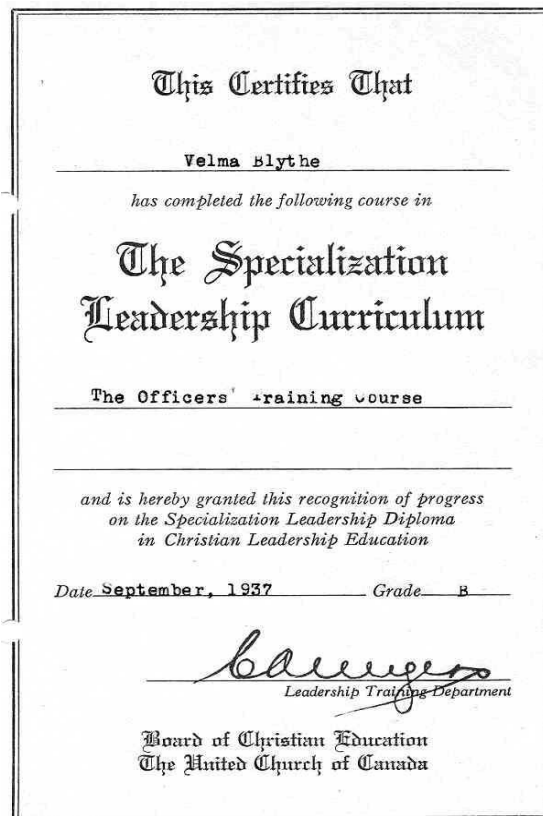 This Certifies That
Velma Blythe
has completed the following course in
The Specialization
Leadership Curriculum
The Officers' Training Course
and is hereby granted this recognition of progress
on the Specialization Leadership Diploma
in Christian Leadership Education
Date September, 1937 Grade B
Leadership Training Department
Board of Christian Education
The United Church of Canada